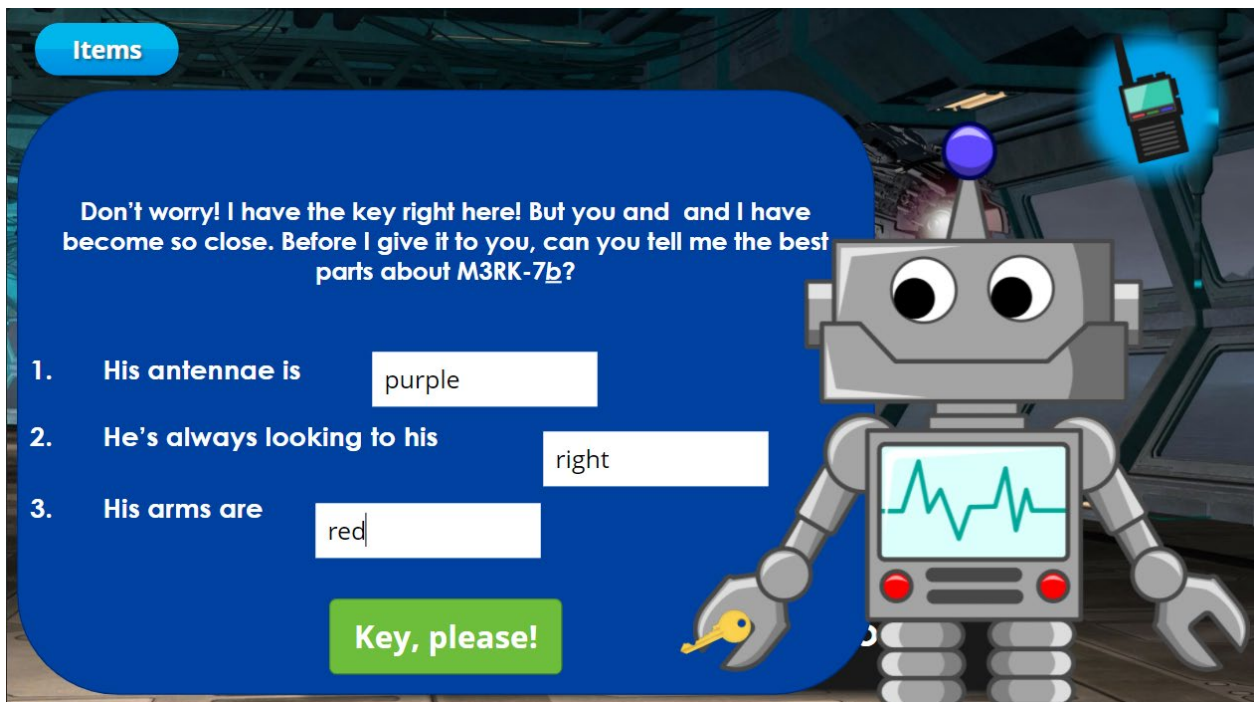 Items
Don't worry! I have the key right here! But you and  and I have
become so close. Before I give it to you, can you tell me the best
parts about M3RK-7b?
1. His antennae is purple
2. He's always looking to his right
3. His arms are red
Key, please!